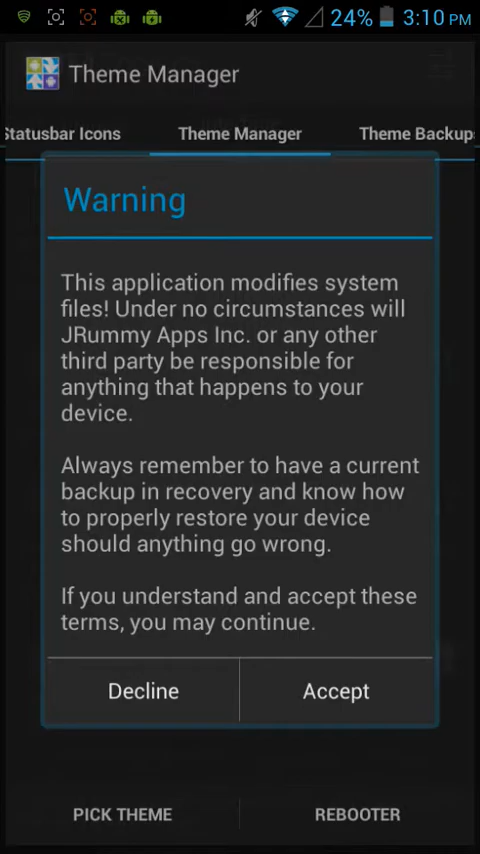 24% 3:10 PM
Theme Manager
Statusbar Icons Theme Manager Theme Backups
Warning
This application modifies system
files! Under no circumstances will
JRummy Apps Inc. or any other
third party be responsible for
anything that happens to your
device.
Always remember to have a current
backup in recovery and know how
to properly restore your device
should anything go wrong.
If you understand and accept these
terms, you may continue.
Decline Accept
PICK THEME REBOOTER